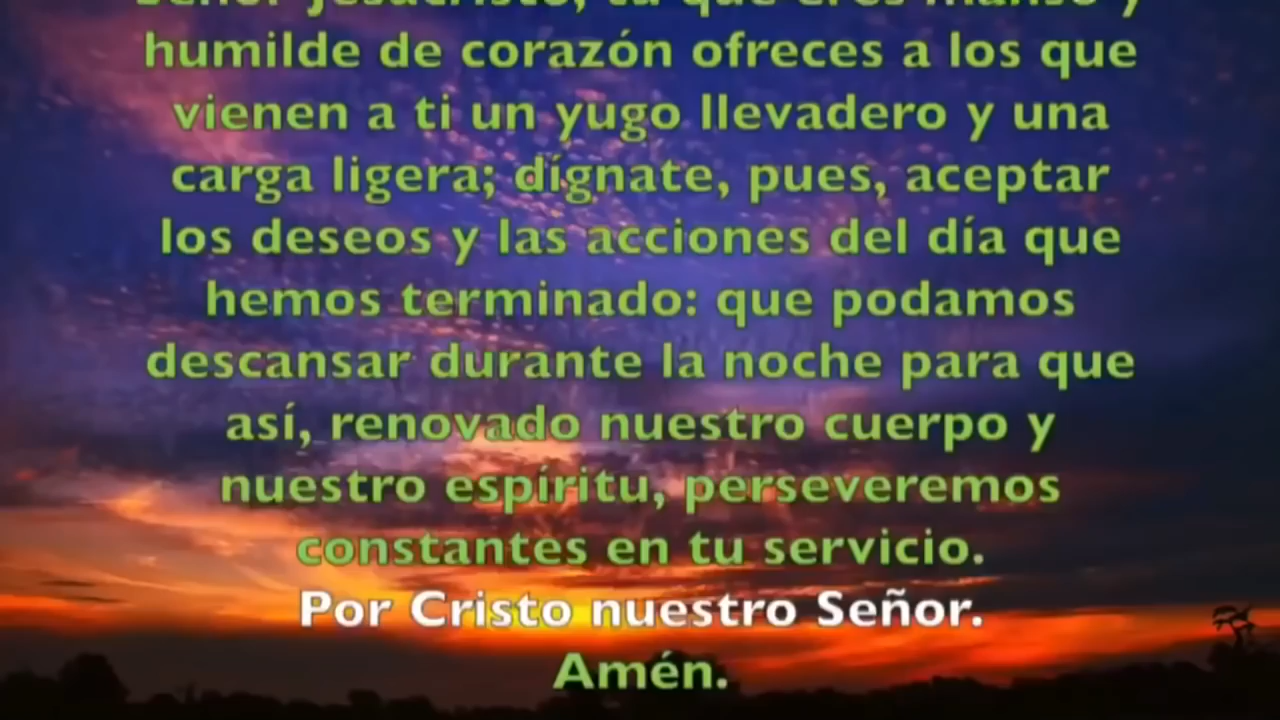 Señor Jesucristo, tú que eres manso y
humilde de corazón ofreces a los que
vienen a ti un yugo llevadero y una
carga ligera; dígnate, pues, aceptar
los deseos y las acciones del día que
hemos terminado: que podamos
descansar durante la noche para que
así, renovado nuestro cuerpo y
nuestro espíritu, perseveremos
constantes en tu servicio.
Por Cristo nuestro Señor.
Amén.